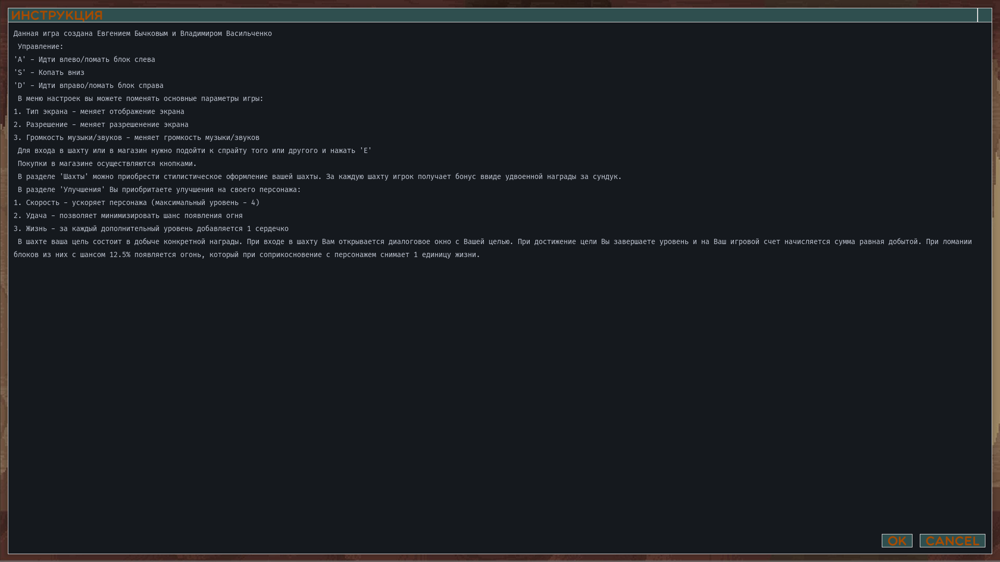 ИНСТРУКЦИЯ
Данная игра создана Евгением Бычковым и Владимиром Васильченко
Управление:
'A' - Идти влево/ломать блок слева
'S' - Копать вниз
'D' - Идти вправо/ломать блок справа
В меню настроек вы можете поменять основные параметры игры:
1. Тип экрана - меняет отображение экрана
2. Разрешение - меняет разрешенение экрана
3. Громкость музыки/звуков - меняет громкость музыки/звуков
Для входа в шахту или в магазин нужно подойти к спрайту того или другого и нажать 'E'
Покупки в магазине осуществляются кнопками.
В разделе 'Шахты' можно приобрести стилистическое оформление вашей шахты. За каждую шахту игрок получает бонус ввиде удвоенной награды за сундук.
В разделе 'Улучшения' Вы приобритаете улучшения на своего персонажа:
1. Скорость - ускоряет персонажа (максимальный уровень - 4)
2. Удача - позволяет минимизировать шанс появления огня
3. Жизнь - за каждый дополнительный уровень добавляется 1 сердечко
В шахте ваша цель состоит в добыче конкретной награды. При входе в шахту Вам открывается диалоговое окно с Вашей целью. При достижение цели Вы завершаете уровень и на Ваш игровой счет начисляется сумма равная добытой. При ломании
блоков из них с шансом 12.5% появляется огонь, который при соприкосновение с персонажем снимает 1 единицу жизни.
OK
CANCEL